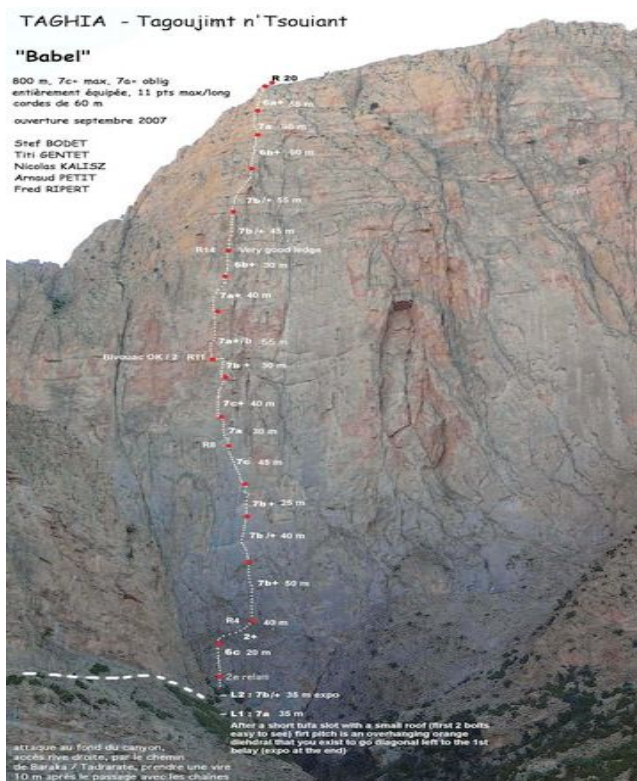 TAGHIA - Tagoujimt n'Tsouiant
"Babel"
800 m, 7c+ max, 7a+ oblig
entièrement équipée, 11 pts max/long
cordes de 60 m
ouverture septembre 2007
Stef BODET
Titi GENTET
Nicolas KALISZ
Arnaud PETIT
Fred RIPERT
R 20
6a+
7a
6b+
7b/+ 55 m
7b/+ 45 m
R14 Very good ledge
6b+ 30 m
7a+ 40 m
7a+/b 55 m
Bivouac OK / 2 R11
7b+ 30 m
7c+ 40 m
7a 30 m
R8
7c 45 m
7b+ 25 m
7b/+ 40 m
7b+ 50 m
R4 40 m
2+
6c 20 m
2e relais
L2 : 7b/+ 35 m expo
L1 : 7a 35 m
After a short tufa slot with a small roof (first 2 bolts
easy to see) firt pitch is an overhanging orange
diehdral that you exist to go diagonal left to the 1st
belay (expo at the end)
attaque au fond du canyon,
accès rive droite, par le chemin
de Baraka / Tadrarate, prendre une vire
10 m après le passage avec les chaînes